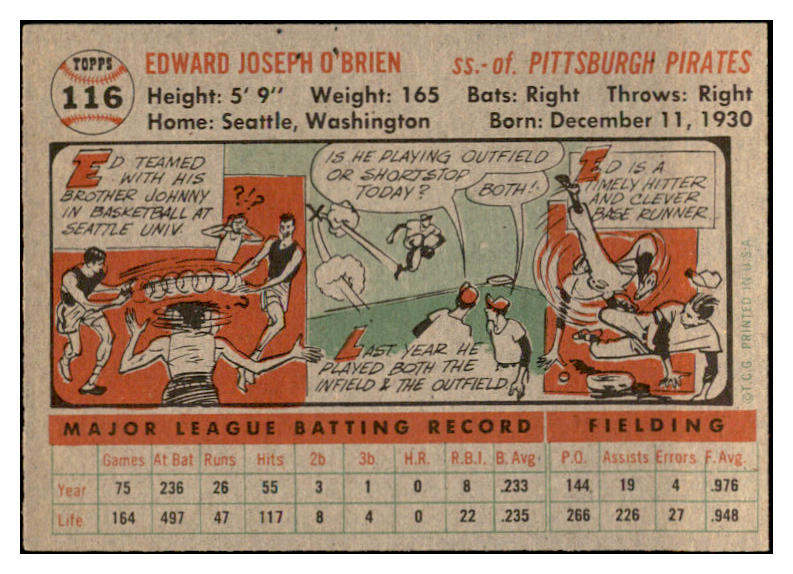 TOPPS
116
EDWARD JOSEPH O'BRIEN ss.-of. PITTSBURGH PIRATES
Height: 5' 9" Weight: 165 Bats: Right Throws: Right
Home: Seattle, Washington Born: December 11, 1930
ED TEAMED
WITH HIS
BROTHER JOHNNY
IN BASKETBALL AT
SEATTLE UNIV.
?!?
IS HE PLAYING OUTFIELD
OR SHORTSTOP
TODAY?
BOTH!
LAST YEAR HE
PLAYED BOTH THE
INFIELD & THE OUTFIELD.
ED IS A
TIMELY HITTER
AND CLEVER
BASE RUNNER.
©T.C.G. PRINTED IN U.S.A.
MAJOR LEAGUE BATTING RECORD FIELDING
Games At Bat Runs Hits 2b 3b H.R. R.B.I. B. Avg. P.O. Assists Errors F. Avg.
Year 75 236 26 55 3 1 0 8 .233 144 19 4 .976
Life 164 497 47 117 8 4 0 22 .235 266 226 27 .948